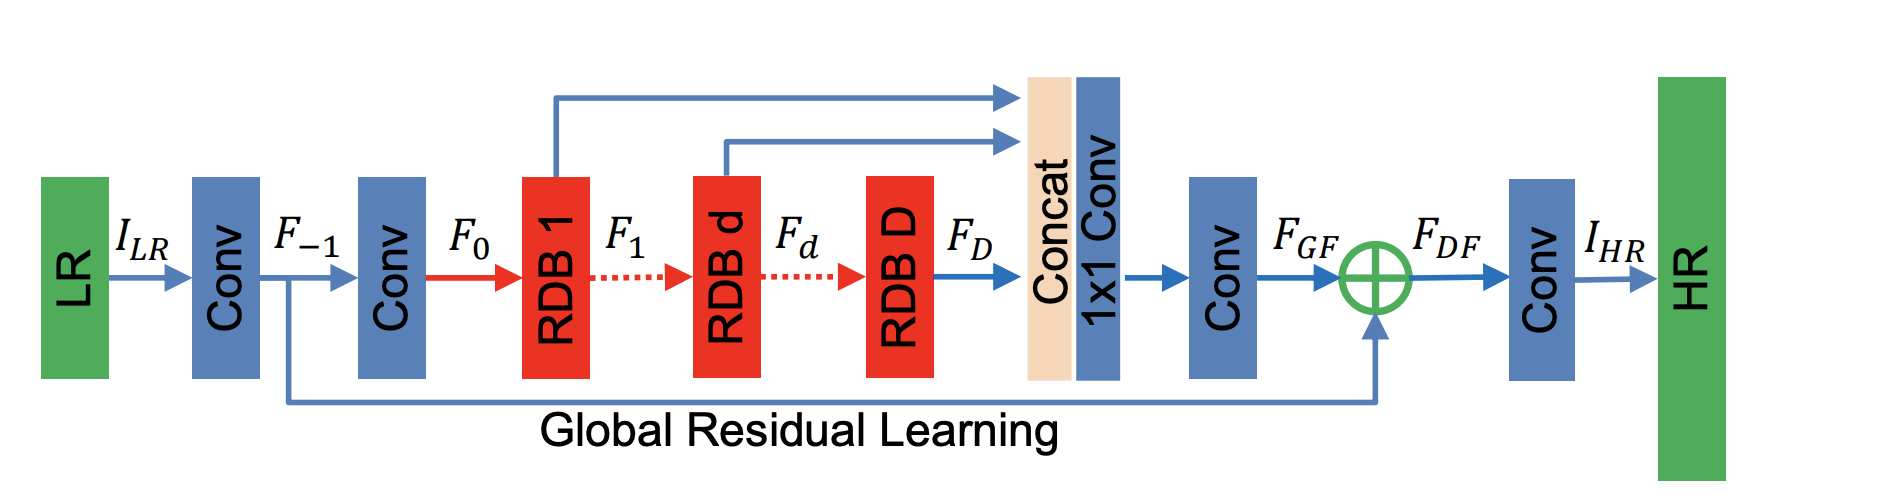 LR
I_{LR}
Conv
F_{-1}
Conv
F_0
RDB 1
F_1
RDB d
F_d
RDB D
F_D
Concat
1x1 Conv
Conv
F_{GF}
F_{DF}
Conv
I_{HR}
HR
Global Residual Learning